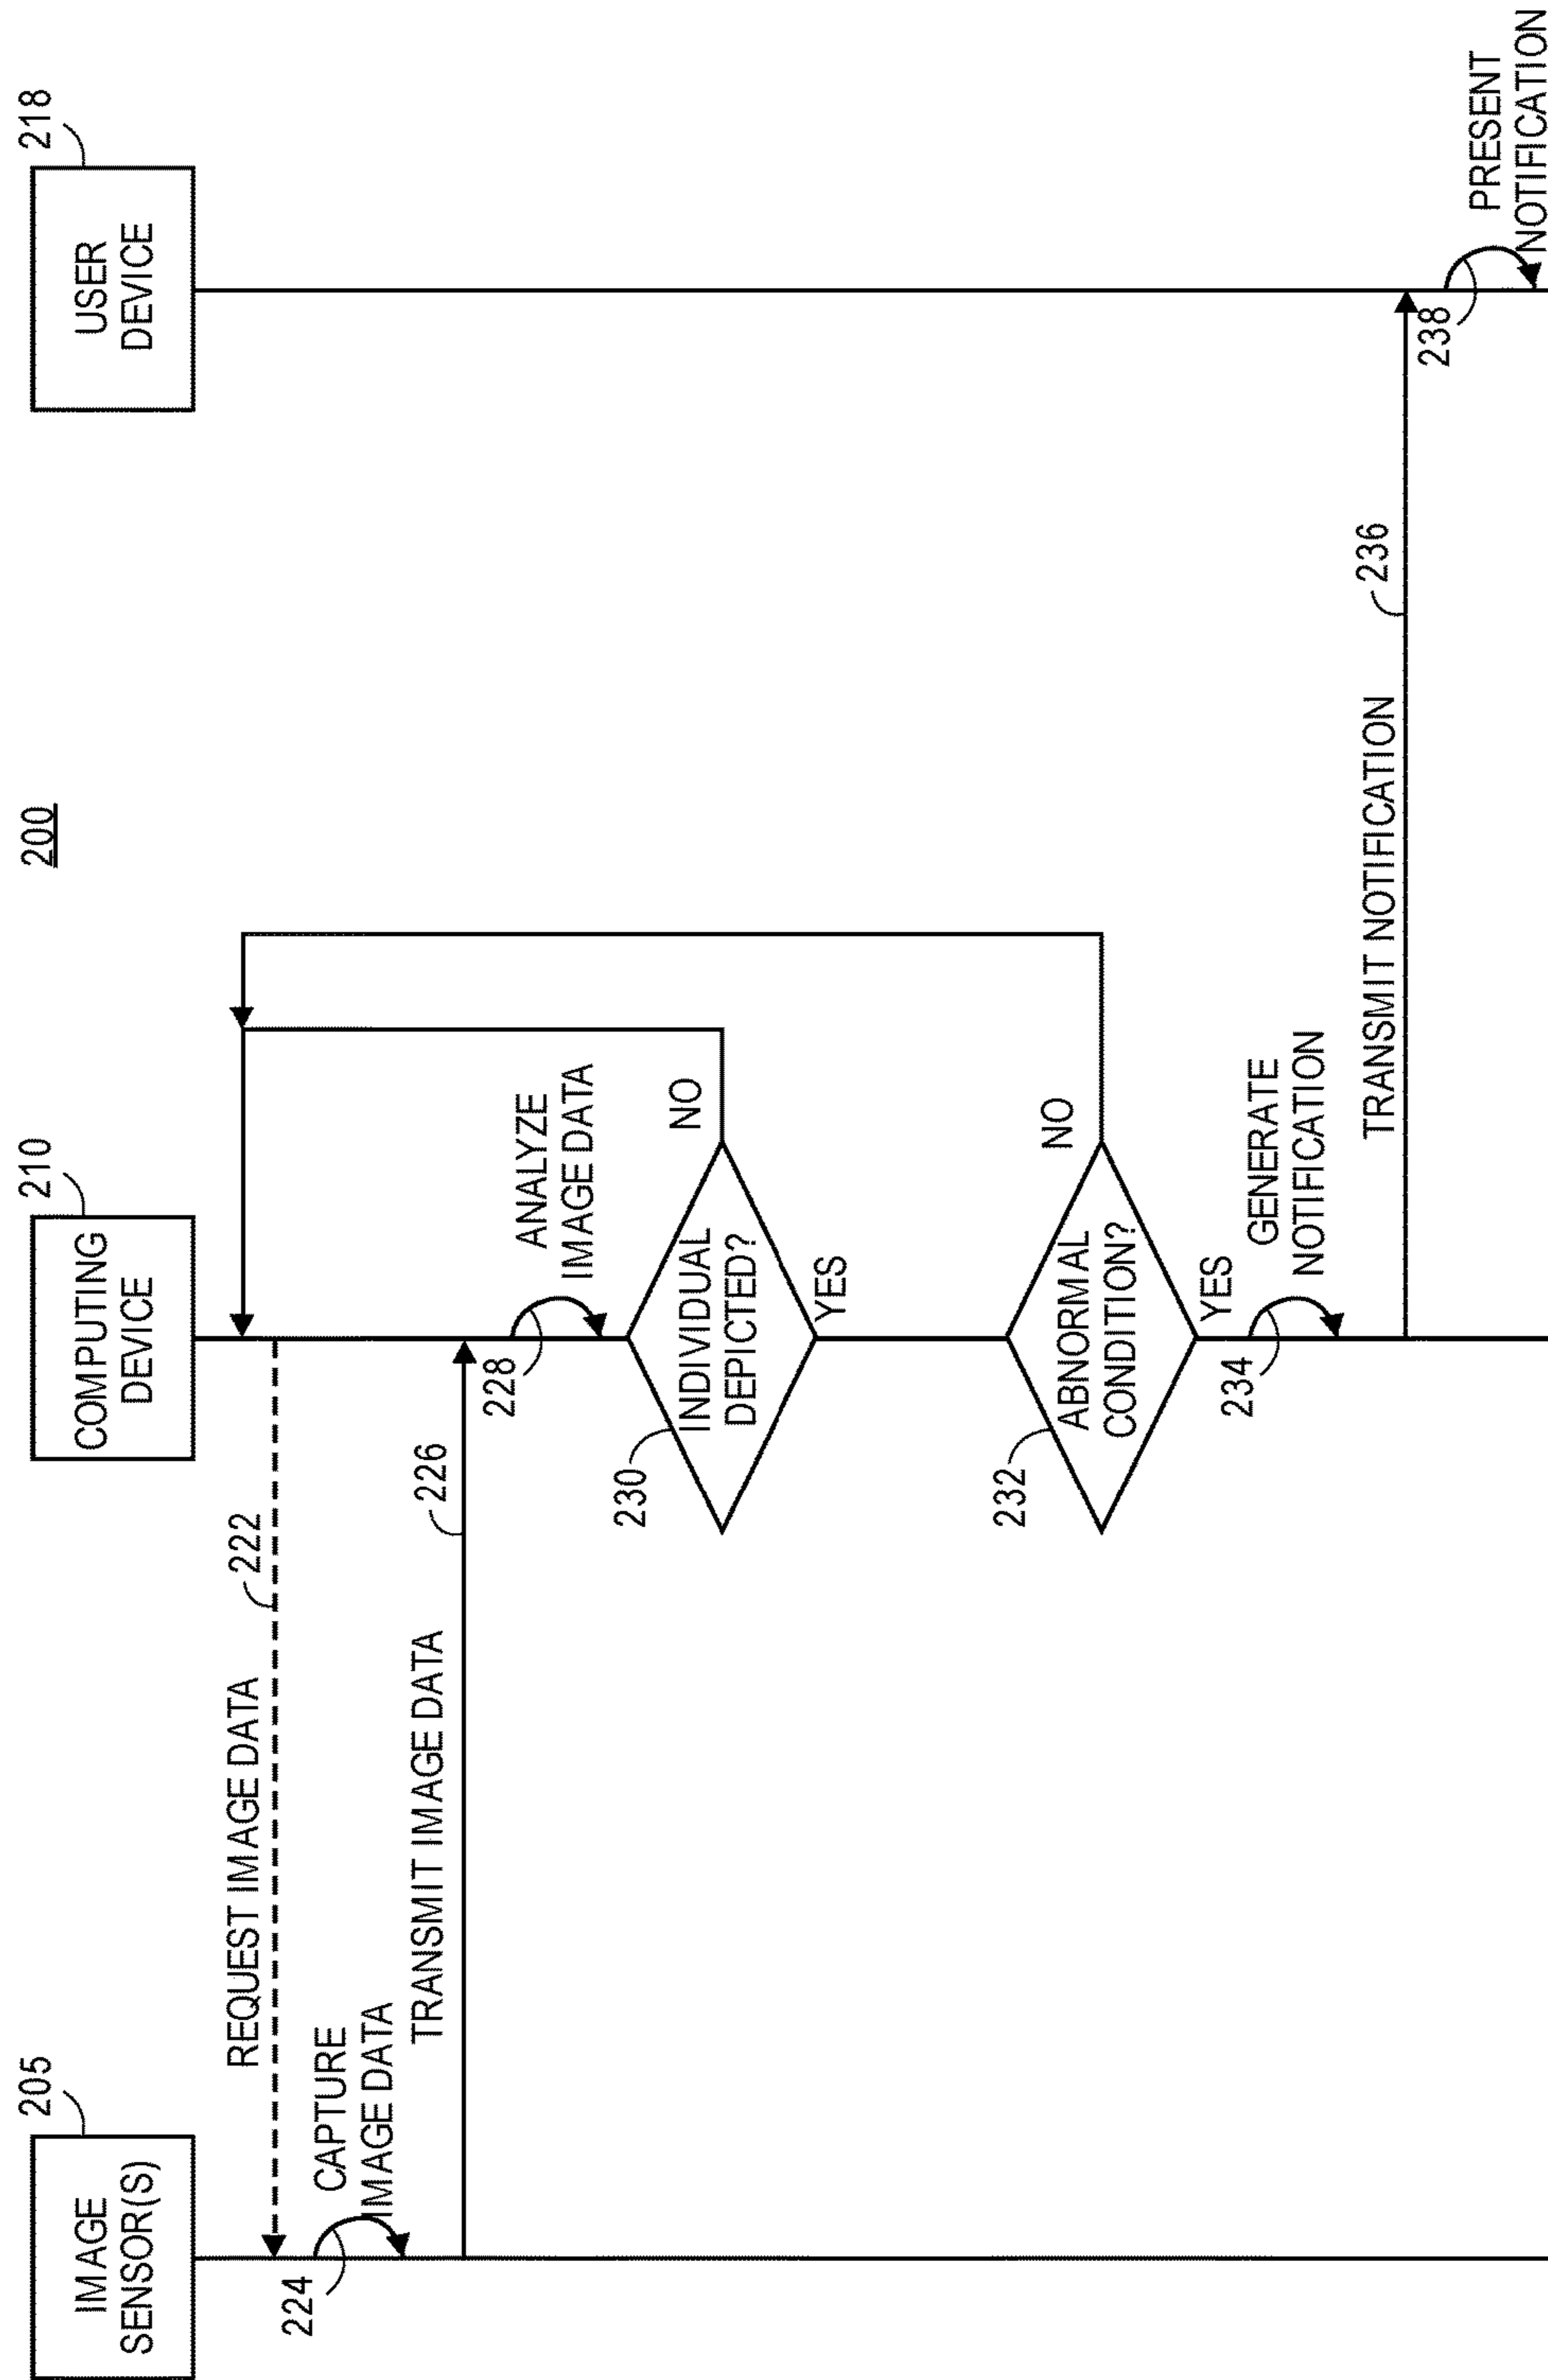 200
IMAGE
SENSOR(S)
205
COMPUTING
DEVICE
210
USER
DEVICE
218
REQUEST IMAGE DATA
222
224
CAPTURE
IMAGE DATA
TRANSMIT IMAGE DATA
226
228
ANALYZE
IMAGE DATA
230
INDIVIDUAL
DEPICTED?
NO
YES
232
ABNORMAL
CONDITION?
NO
YES
234
GENERATE
NOTIFICATION
TRANSMIT NOTIFICATION
236
238
PRESENT
NOTIFICATION